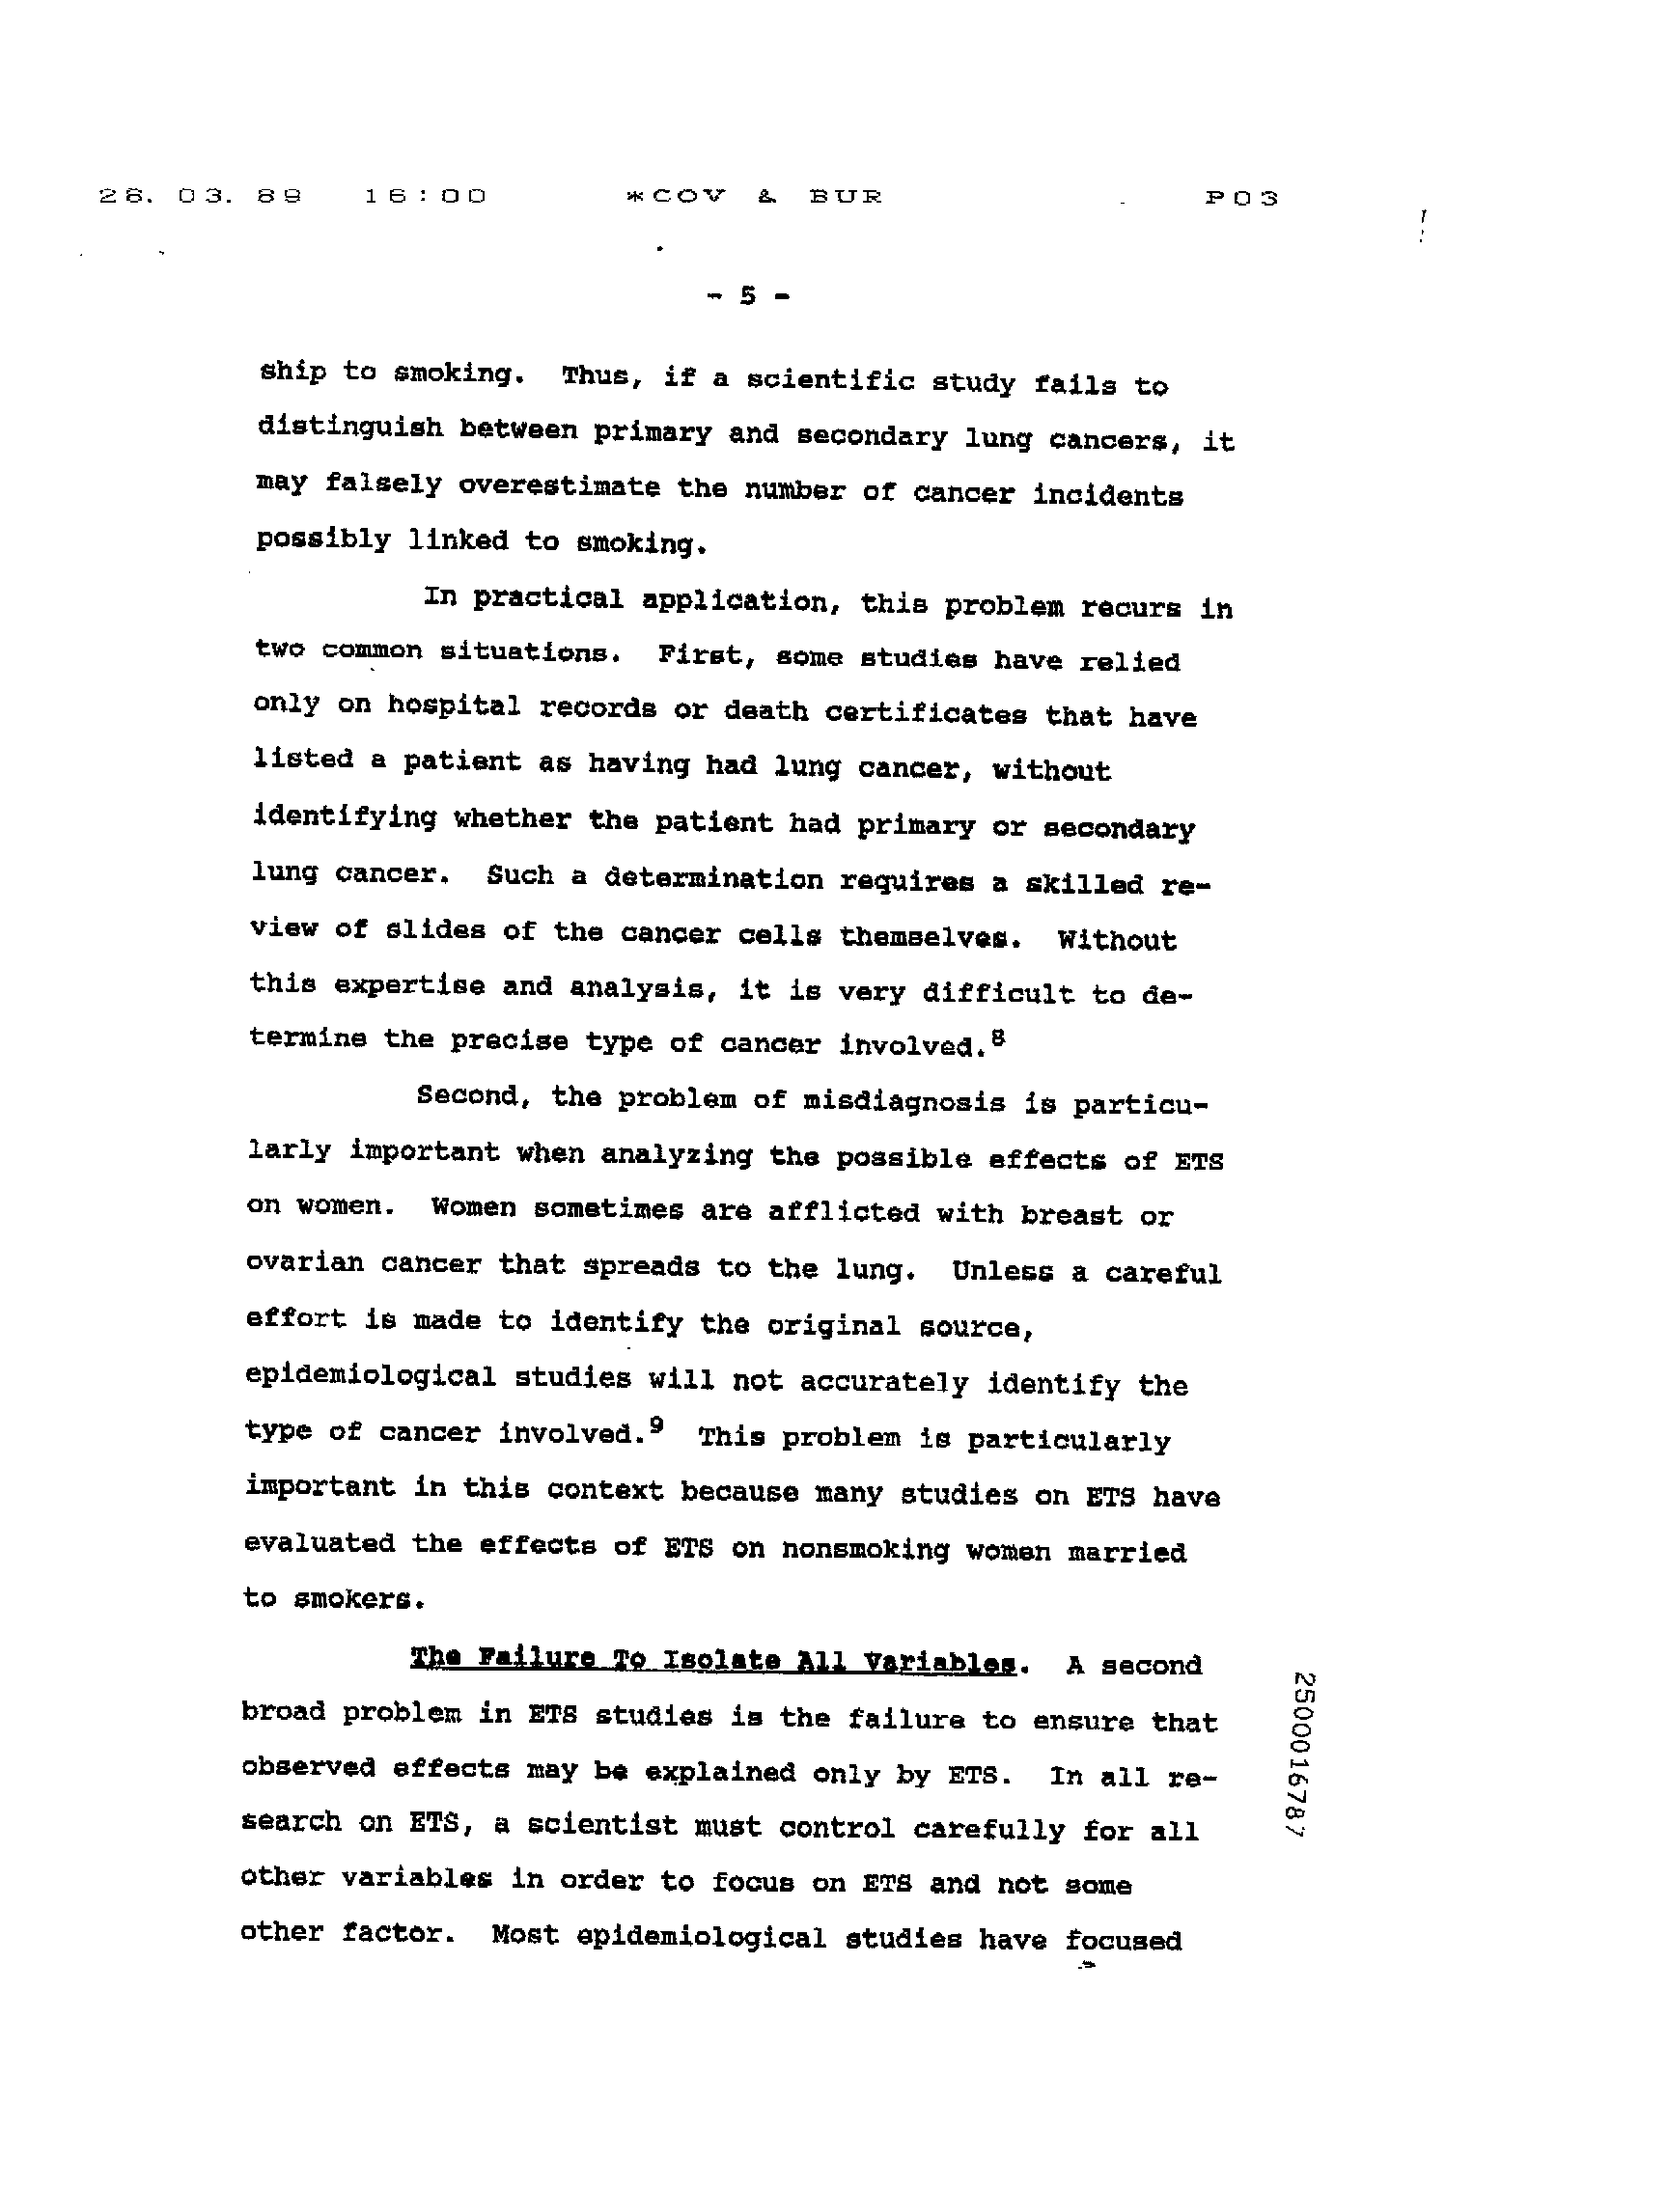 26. 03. 89 16:00 *COV & BUR P03
- 5 -
ship to smoking. Thus, if a scientific study fails to
distinguish between primary and secondary lung cancers, it
may falsely overestimate the number of cancer incidents
possibly linked to smoking.
In practical application, this problem recurs in
two common situations. First, some studies have relied
only on hospital records or death certificates that have
listed a patient as having had lung cancer, without
identifying whether the patient had primary or secondary
lung cancer. Such a determination requires a skilled re-
view of slides of the cancer cells themselves. Without
this expertise and analysis, it is very difficult to de-
termine the precise type of cancer involved.8
Second, the problem of misdiagnosis is particu-
larly important when analyzing the possible effects of ETS
on women. Women sometimes are afflicted with breast or
ovarian cancer that spreads to the lung. Unless a careful
effort is made to identify the original source,
epidemiological studies will not accurately identify the
type of cancer involved.9 This problem is particularly
important in this context because many studies on ETS have
evaluated the effects of ETS on nonsmoking women married
to smokers.
The Failure To Isolate All Variables. A second
broad problem in ETS studies is the failure to ensure that
observed effects may be explained only by ETS. In all re-
search on ETS, a scientist must control carefully for all
other variables in order to focus on ETS and not some
other factor. Most epidemiological studies have focused
2500016787